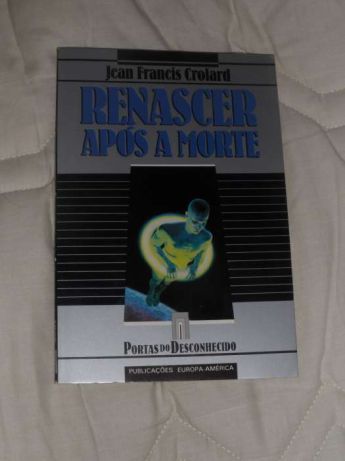 Jean Francis Crolard
RENASCER
APÓS A MORTE
PORTAS DO DESCONHECIDO
PUBLICAÇÕES EUROPA-AMÉRICA